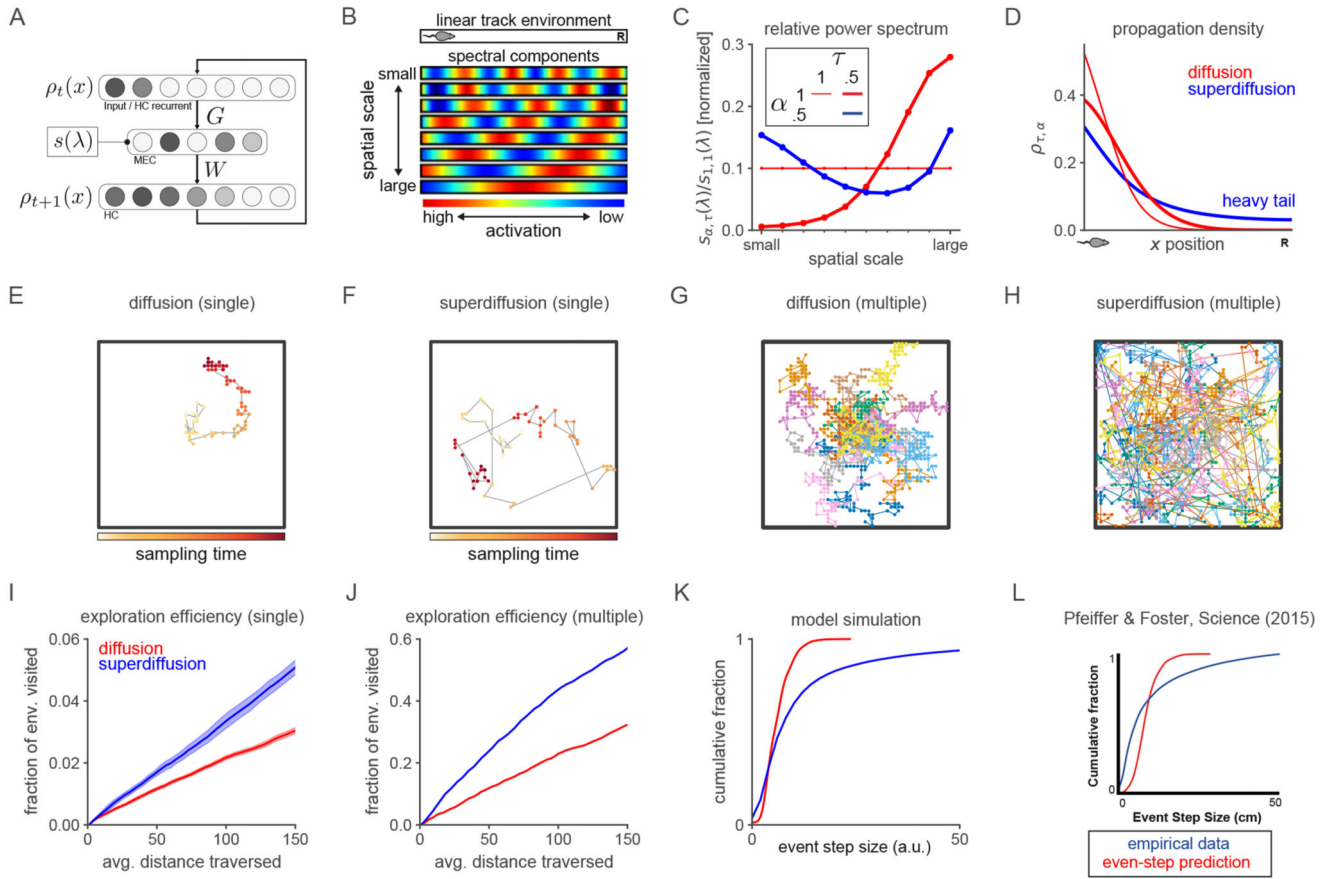 A
ρt(x)
Input / HC recurrent
G
s(λ)
MEC
W
ρt+1(x)
HC
B
linear track environment
R
spectral components
small
spatial scale
large
high
low
activation
C
relative power spectrum
sα,τ(λ)/s1,1(λ) [normalized]
0.3
0.2
0.1
0.0
τ
1 .5
α 1
.5
small
large
spatial scale
D
propagation density
ρτ,α
0.4
0.2
0.0
diffusion
superdiffusion
heavy tail
x position
R
E
diffusion (single)
sampling time
F
superdiffusion (single)
sampling time
G
diffusion (multiple)
H
superdiffusion (multiple)
I
exploration efficiency (single)
fraction of env. visited
0.06
0.04
0.02
0.00
diffusion
superdiffusion
0 50 100 150
avg. distance traversed
J
exploration efficiency (multiple)
fraction of env. visited
0.6
0.4
0.2
0.0
0 50 100 150
avg. distance traversed
K
model simulation
cumulative fraction
1
0
0 50
event step size (a.u.)
L
Pfeiffer & Foster, Science (2015)
Cumulative fraction
1
0
0 50
Event Step Size (cm)
empirical data
even-step prediction